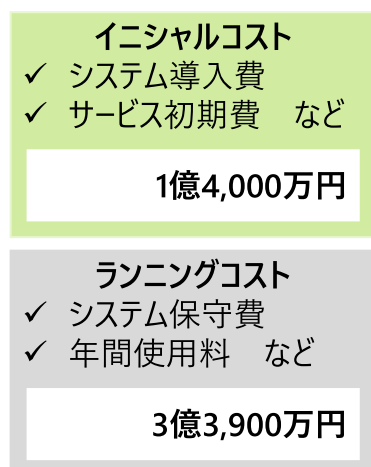 イニシャルコスト
✓ システム導入費
✓ サービス初期費　など
1億4,000万円
ランニングコスト
✓ システム保守費
✓ 年間使用料　など
3億3,900万円